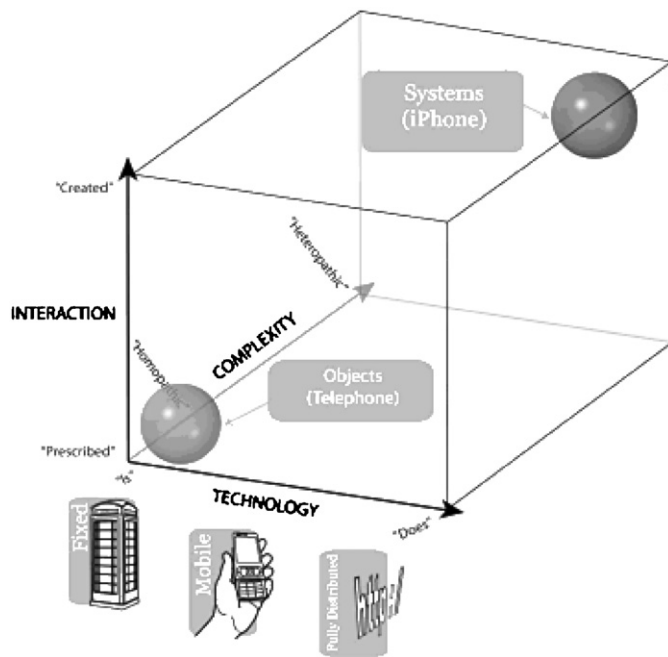 Systems
(iPhone)
"Created"
"Heteropathic"
INTERACTION
COMPLEXITY
"Homopathic"
Objects
(Telephone)
"Prescribed"
"Is"
TECHNOLOGY
"Does"
Fixed
Mobile
Fully Distributed
http:/